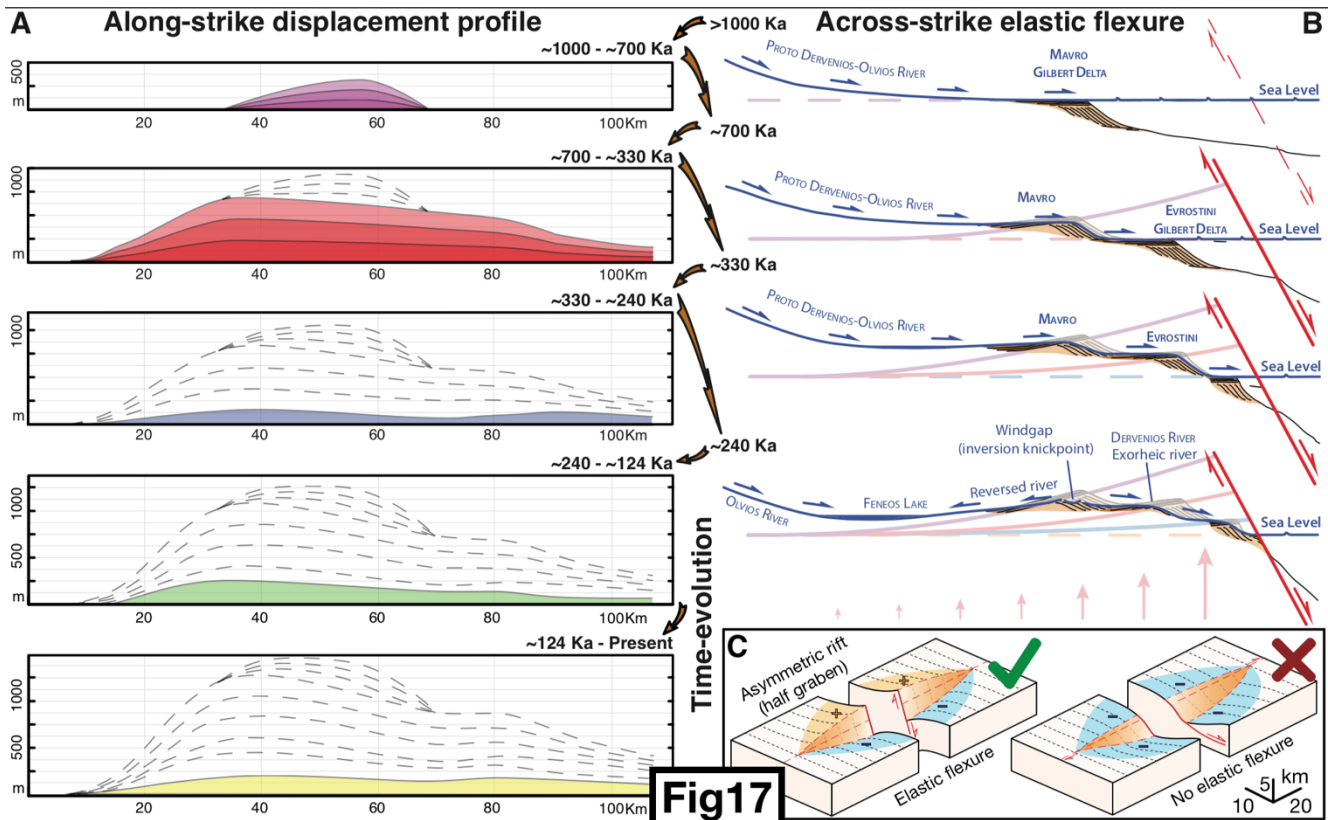 A Along-strike displacement profile
~1000 - ~700 Ka
500
m
20 40 60 80 100Km
~700 - ~330 Ka
1000
m
20 40 60 80 100Km
~330 - ~240 Ka
1000
m
20 40 60 80 100Km
~240 - ~124 Ka
1000
500
m
20 40 60 80 100Km
~124 Ka - Present
1000
500
m
20 40 60 80 100Km
>1000 Ka
~700 Ka
~330 Ka
~240 Ka
Time-evolution
Across-strike elastic flexure B
PROTO DERVENIOS-OLVIOS RIVER
MAVRO
GILBERT DELTA
Sea Level
PROTO DERVENIOS-OLVIOS RIVER
MAVRO
EVROSTINI
GILBERT DELTA
Sea Level
PROTO DERVENIOS-OLVIOS RIVER
MAVRO
EVROSTINI
Sea Level
Windgap
(inversion knickpoint)
DERVENIOS RIVER
Exorheic river
OLVIOS RIVER
FENEOS LAKE
Reversed river
Sea Level
C
Asymmetric rift
(half graben)
+
+
-
-
Elastic flexure
-
-
-
-
No elastic flexure
km
5
10 20
Fig17